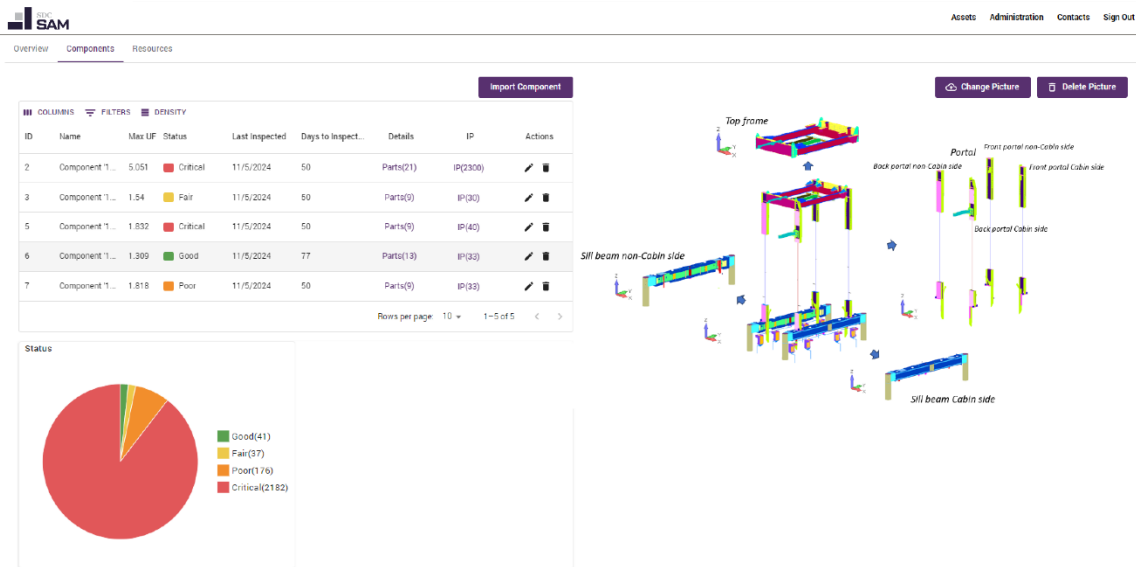 SDC
SAM
Assets Administration Contacts Sign Out
Overview Components Resources
Import Component
Change Picture Delete Picture
COLUMNS FILTERS DENSITY
ID Name Max UF Status Last Inspected Days to Inspect... Details IP Actions
2 Component '1... 5.051 Critical 11/5/2024 50 Parts(21) IP(2300)
3 Component '1... 1.54 Fair 11/5/2024 50 Parts(9) IP(30)
5 Component '1... 1.832 Critical 11/5/2024 50 Parts(9) IP(40)
6 Component '1... 1.309 Good 11/5/2024 77 Parts(13) IP(33)
7 Component '1... 1.818 Poor 11/5/2024 50 Parts(9) IP(33)
Rows per page: 10 1–5 of 5
Status
Good(41)
Fair(37)
Poor(176)
Critical(2182)
Top frame
Portal
Front portal non-Cabin side
Back portal non-Cabin side
Front portal Cabin side
Back portal Cabin side
Sill beam non-Cabin side
Sill beam Cabin side